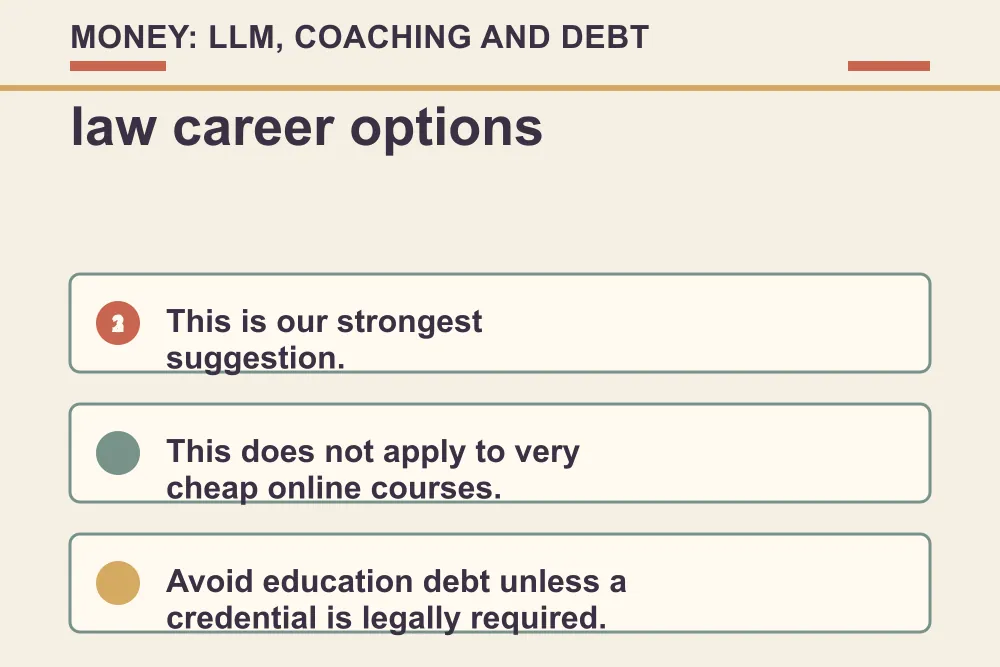 MONEY: LLM, COACHING AND DEBT
law career options
This is our strongest
suggestion.
This does not apply to very
cheap online courses.
Avoid education debt unless a
credential is legally required.